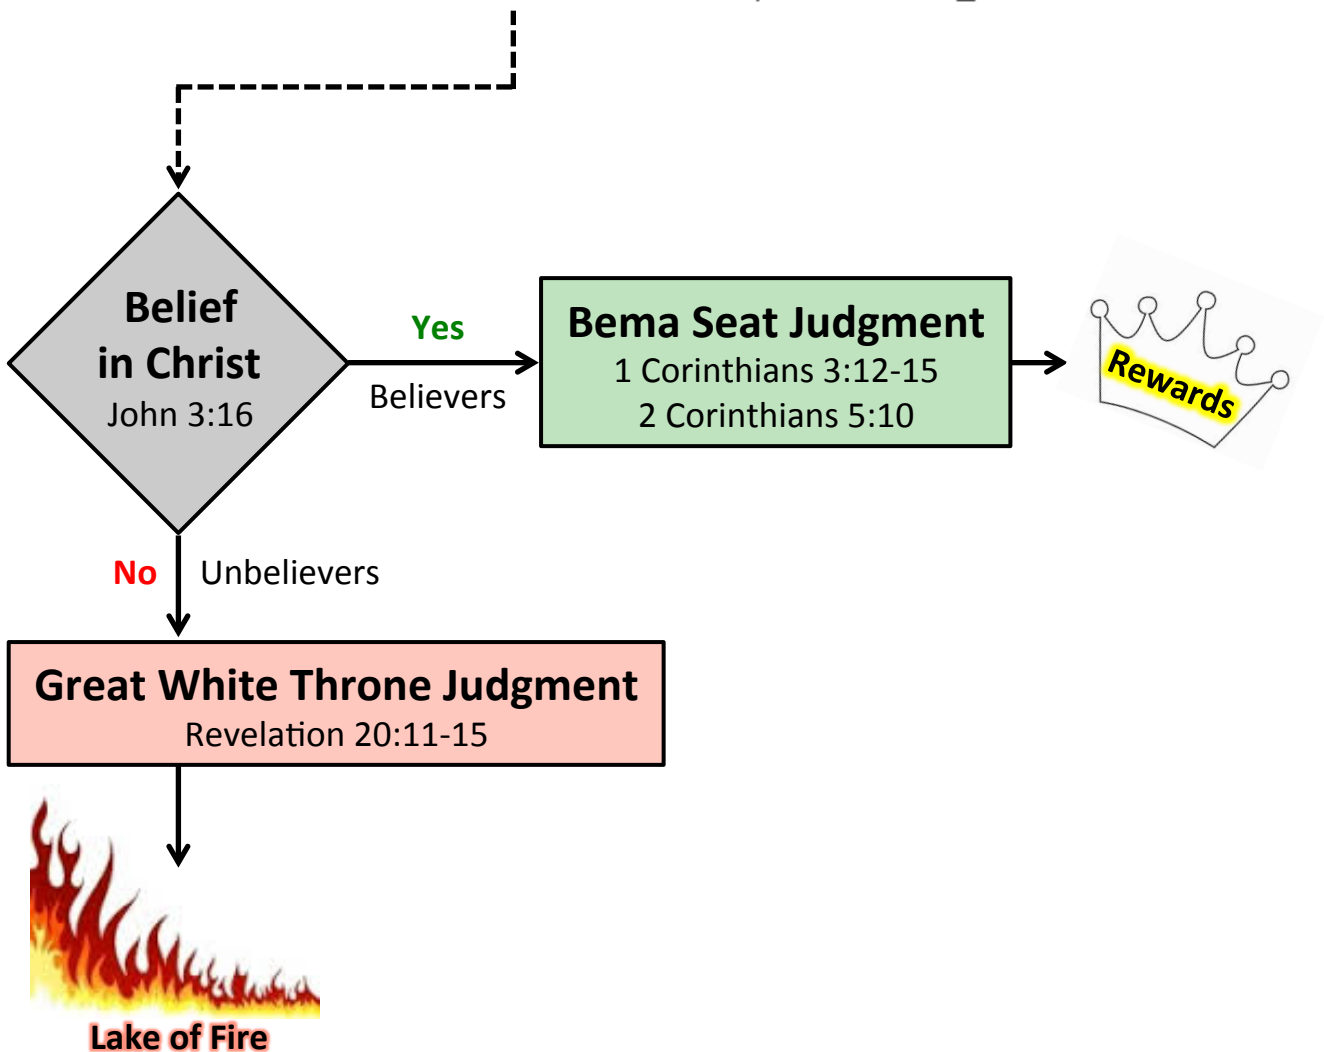 Belief
in Christ
John 3:16
Yes
Believers
Bema Seat Judgment
1 Corinthians 3:12-15
2 Corinthians 5:10
Rewards
No
Unbelievers
Great White Throne Judgment
Revelation 20:11-15
Lake of Fire